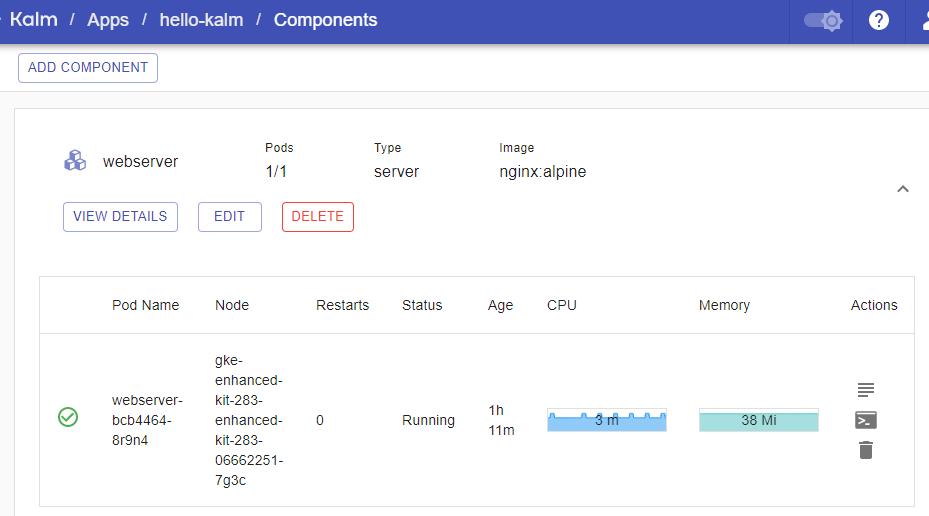 Kalm / Apps / hello-kalm / Components
ADD COMPONENT
webserver
Pods
1/1
Type
server
Image
nginx:alpine
VIEW DETAILS
EDIT
DELETE
Pod Name Node Restarts Status Age CPU Memory Actions
webserver-
bcb4464-
8r9n4
gke-
enhanced-
kit-283-
enhanced-
kit-283-
06662251-
7g3c
0
Running
1h
11m
3 m
38 Mi